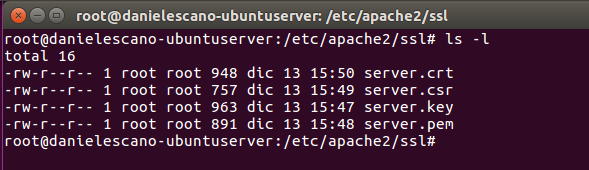 root@danielescano-ubuntuserver: /etc/apache2/ssl
root@danielescano-ubuntuserver:/etc/apache2/ssl# ls -l
total 16
-rw-r--r-- 1 root root 948 dic 13 15:50 server.crt
-rw-r--r-- 1 root root 757 dic 13 15:49 server.csr
-rw-r--r-- 1 root root 963 dic 13 15:47 server.key
-rw-r--r-- 1 root root 891 dic 13 15:48 server.pem
root@danielescano-ubuntuserver:/etc/apache2/ssl#